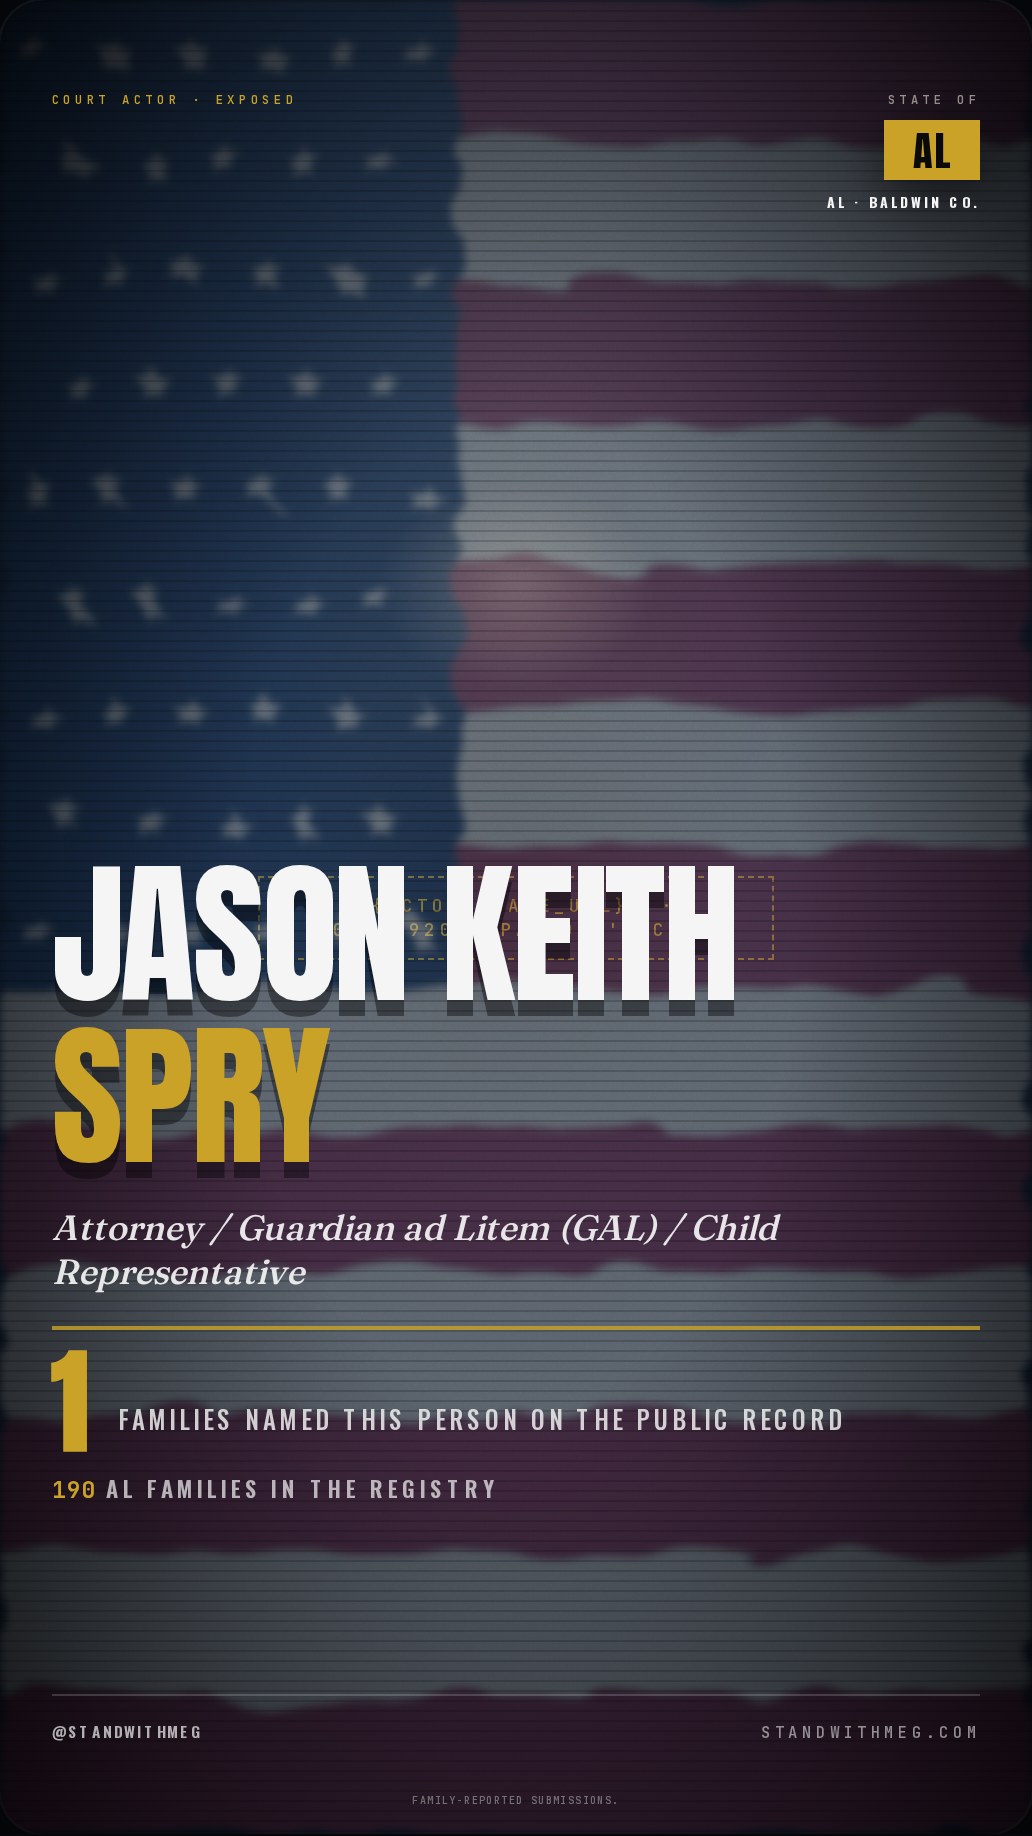 COURT ACTOR · EXPOSED
STATE OF
AL
AL · BALDWIN CO.
JASON KEITH
SPRY
Attorney / Guardian ad Litem (GAL) / Child
Representative
1 FAMILIES NAMED THIS PERSON ON THE PUBLIC RECORD
190 AL FAMILIES IN THE REGISTRY
@STANDWITHMEG
STANDWITHMEG.COM
FAMILY-REPORTED SUBMISSIONS.